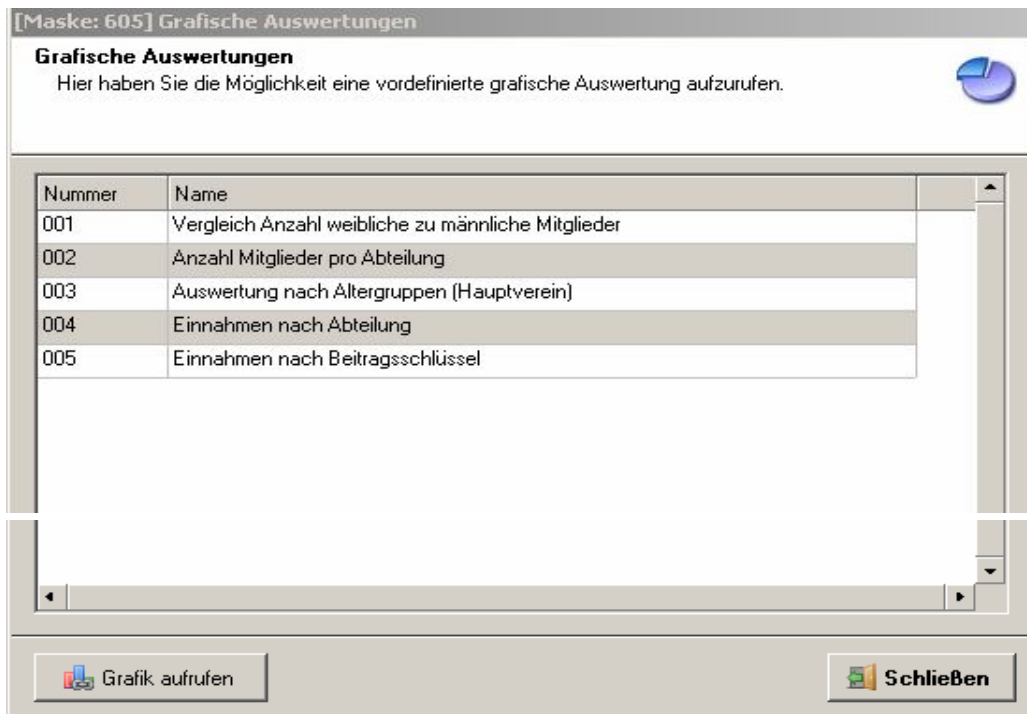 [Maske: 605] Grafische Auswertungen
Grafische Auswertungen
Hier haben Sie die Möglichkeit eine vordefinierte grafische Auswertung aufzurufen.
Nummer Name
001 Vergleich Anzahl weibliche zu männliche Mitglieder
002 Anzahl Mitglieder pro Abteilung
003 Auswertung nach Altergruppen (Hauptverein)
004 Einnahmen nach Abteilung
005 Einnahmen nach Beitragsschlüssel
Grafik aufrufen Schließen